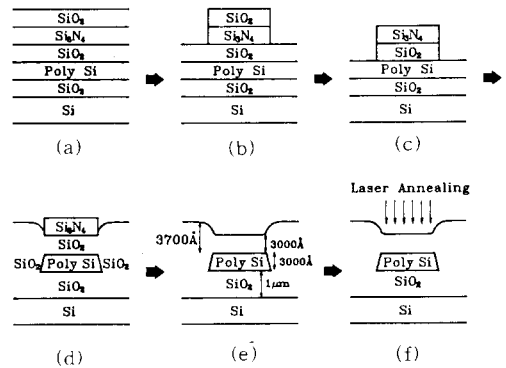 SiO₂
Si₃N₄
SiO₂
Poly Si
SiO₂
Si
(a)
SiO₂
Si₃N₄
SiO₂
Poly Si
SiO₂
Si
(b)
Si₃N₄
SiO₂
Poly Si
SiO₂
Si
(c)
Si₃N₄
SiO₂
SiO₂ Poly Si SiO₂
SiO₂
Si
(d)
3700Å
3000Å
Poly Si 3000Å
SiO₂ 1μm
Si
(e)
Laser Annealing
Poly Si
SiO₂
Si
(f)